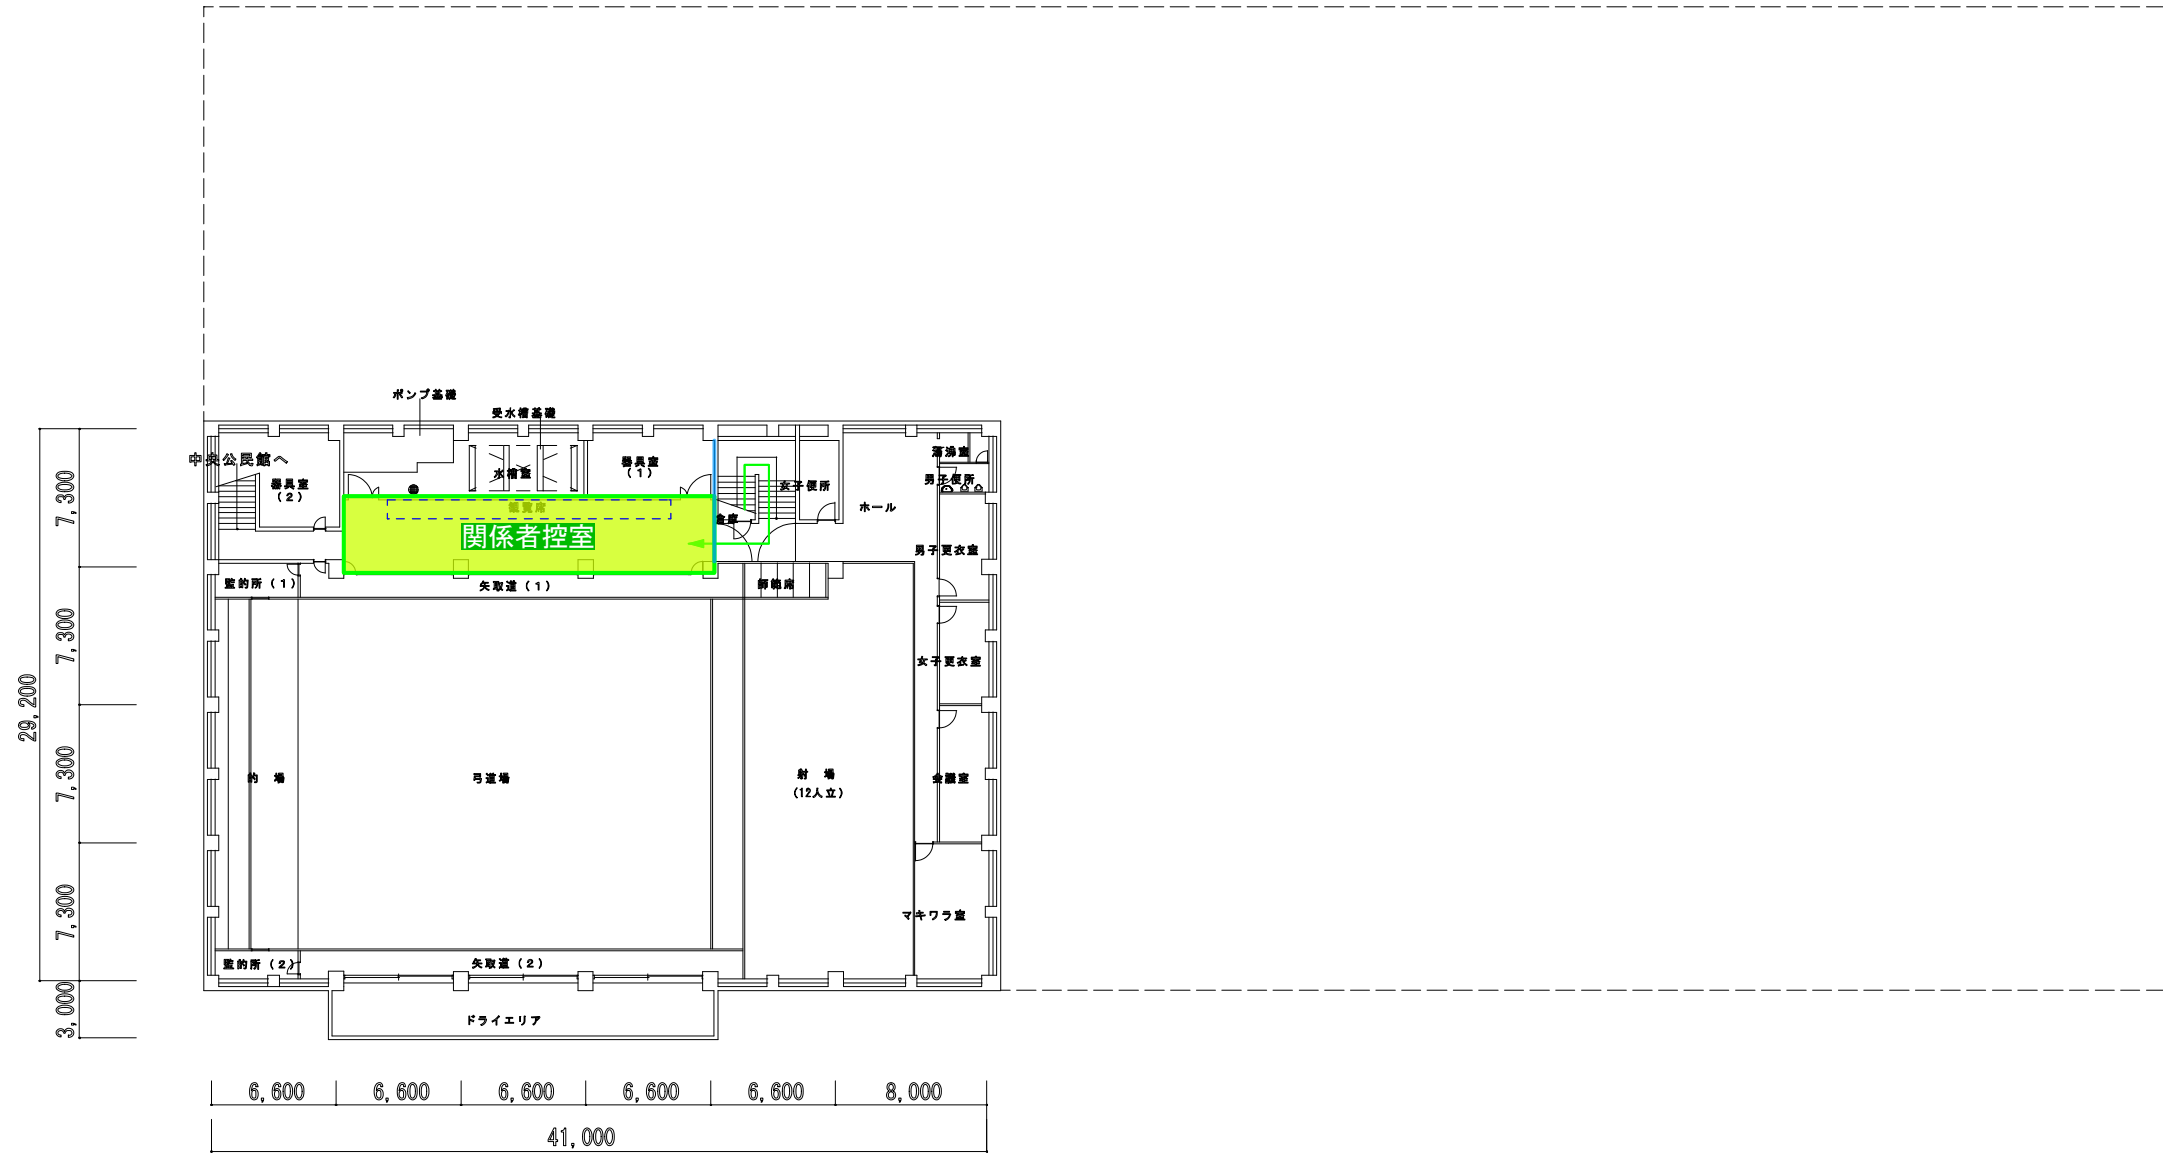 ポンプ基礎
受水槽基礎
中央公民館へ
器具室
(2)
水槽室
器具室
(1)
女子便所
湯沸室
男子便所
ホール
観覧席
関係者控室
倉庫
男子更衣室
監的所(1)
矢取道(1)
師範席
女子更衣室
的 場
弓道場
射 場
(12人立)
会議室
マキワラ室
監的所(2)
矢取道(2)
ドライエリア
7,300
7,300
7,300
7,300
3,000
29,200
6,600
6,600
6,600
6,600
6,600
8,000
41,000